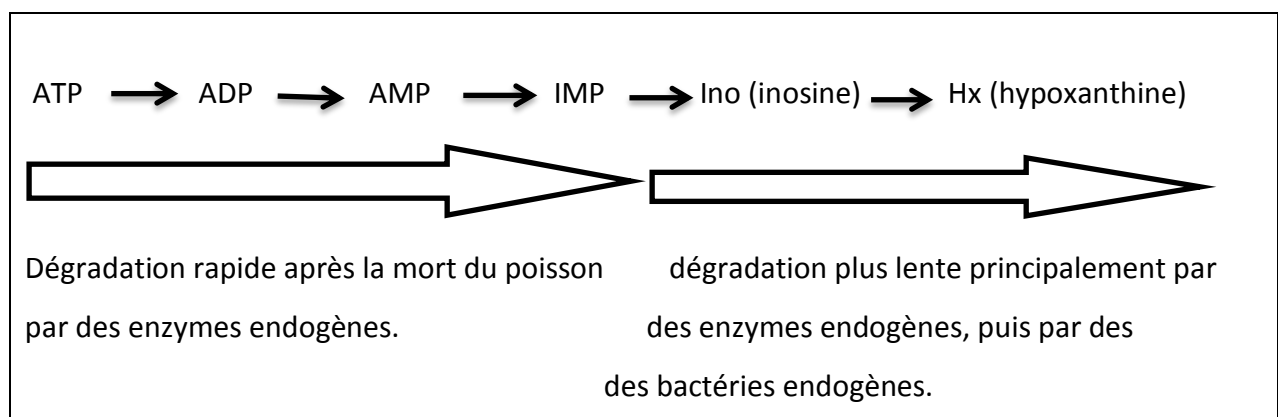 ATP ADP AMP IMP Ino (inosine) Hx (hypoxanthine)
Dégradation rapide après la mort du poisson dégradation plus lente principalement par
par des enzymes endogènes. des enzymes endogènes, puis par des
des bactéries endogènes.